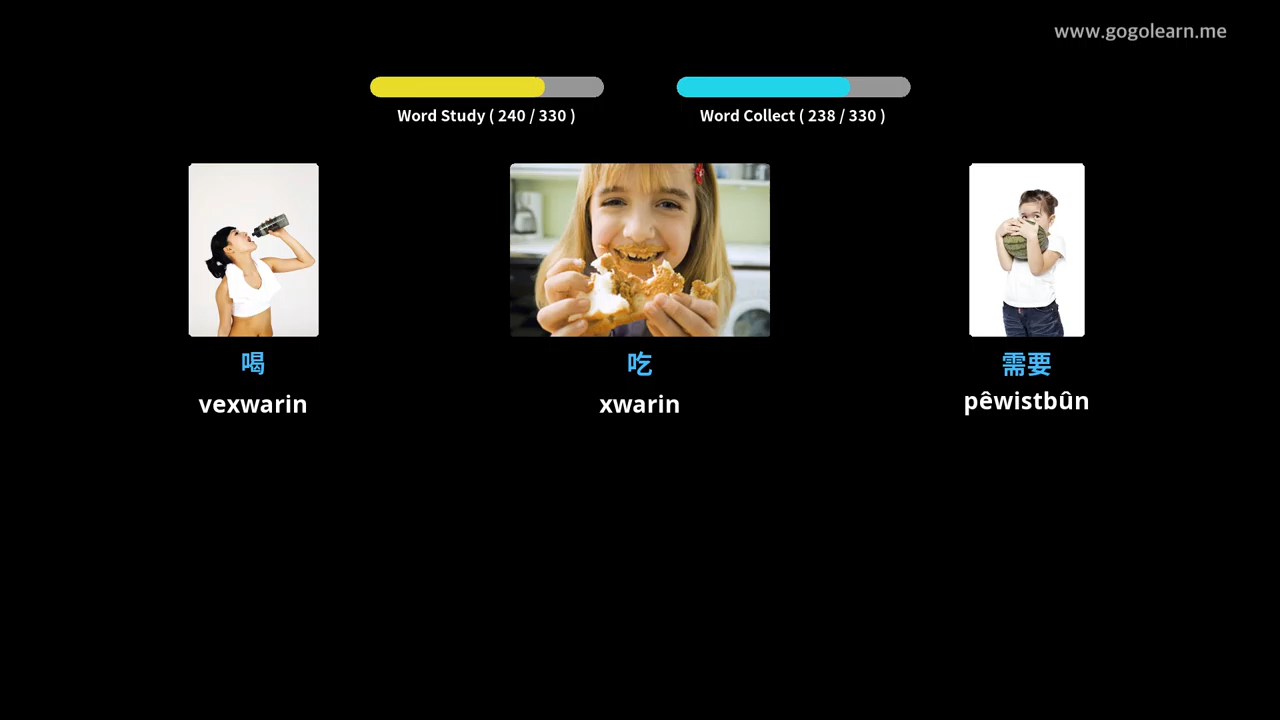 www.gogolearn.me
Word Study ( 240 / 330 )
Word Collect ( 238 / 330 )
喝
吃
需要
vexwarin
xwarin
pêwistbûn